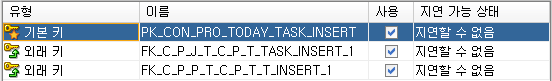 유형 이름 사용 지연 가능 상태
기본 키 PK_CON_PRO_TODAY_TASK_INSERT 지연할 수 없음
외래 키 FK_C_P_J_T_C_P_T_TASK_INSERT_1 지연할 수 없음
외래 키 FK_C_P_P_T_C_P_T_T_INSERT_1 지연할 수 없음